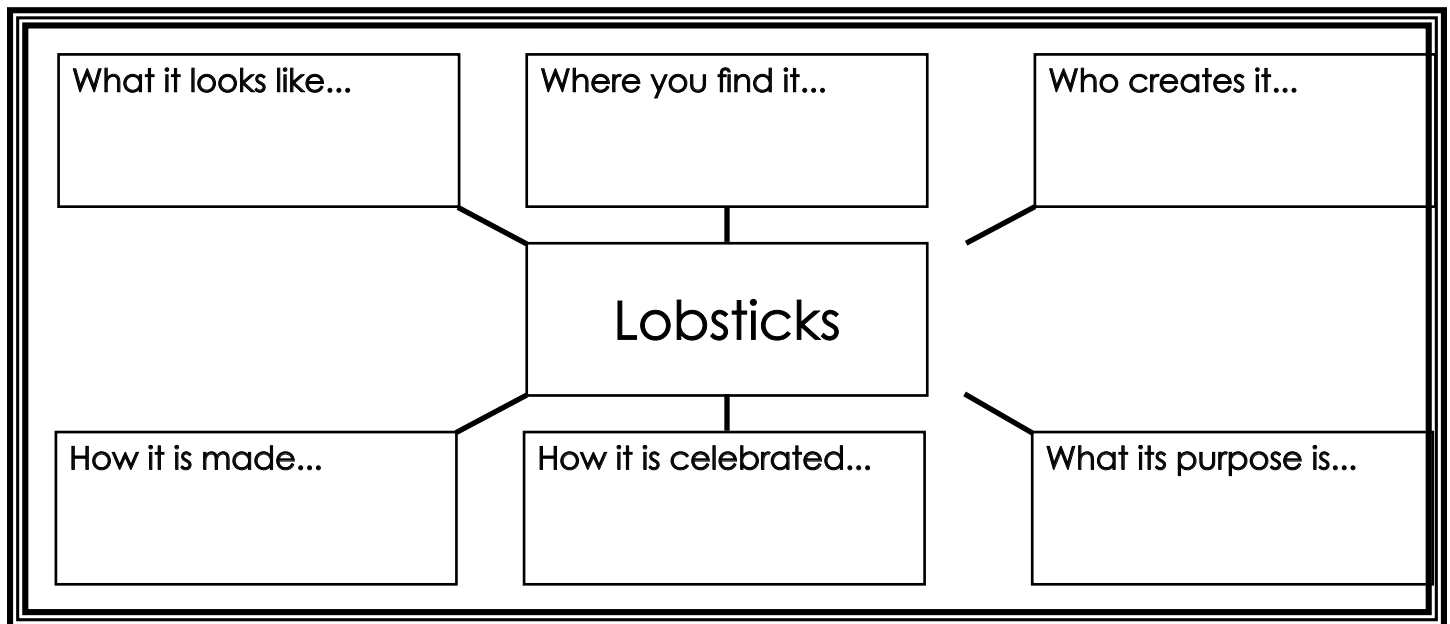 What it looks like...
Where you find it...
Who creates it...
Lobsticks
How it is made...
How it is celebrated...
What its purpose is...